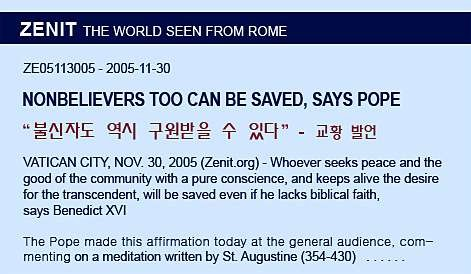 ZENIT THE WORLD SEEN FROM ROME
ZE05113005 - 2005-11-30
NONBELIEVERS TOO CAN BE SAVED, SAYS POPE
“불신자도 역시 구원받을 수 있다” - 교황 발언
VATICAN CITY, NOV. 30, 2005 (Zenit.org) - Whoever seeks peace and the
good of the community with a pure conscience, and keeps alive the desire
for the transcendent, will be saved even if he lacks biblical faith,
says Benedict XVI
The Pope made this affirmation today at the general audience, com-
menting on a meditation written by St. Augustine (354-430) . . . . . .